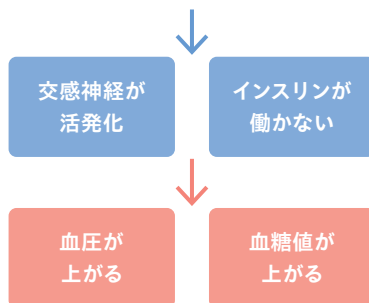 交感神経が
活発化
インスリンが
働かない
血圧が
上がる
血糖値が
上がる